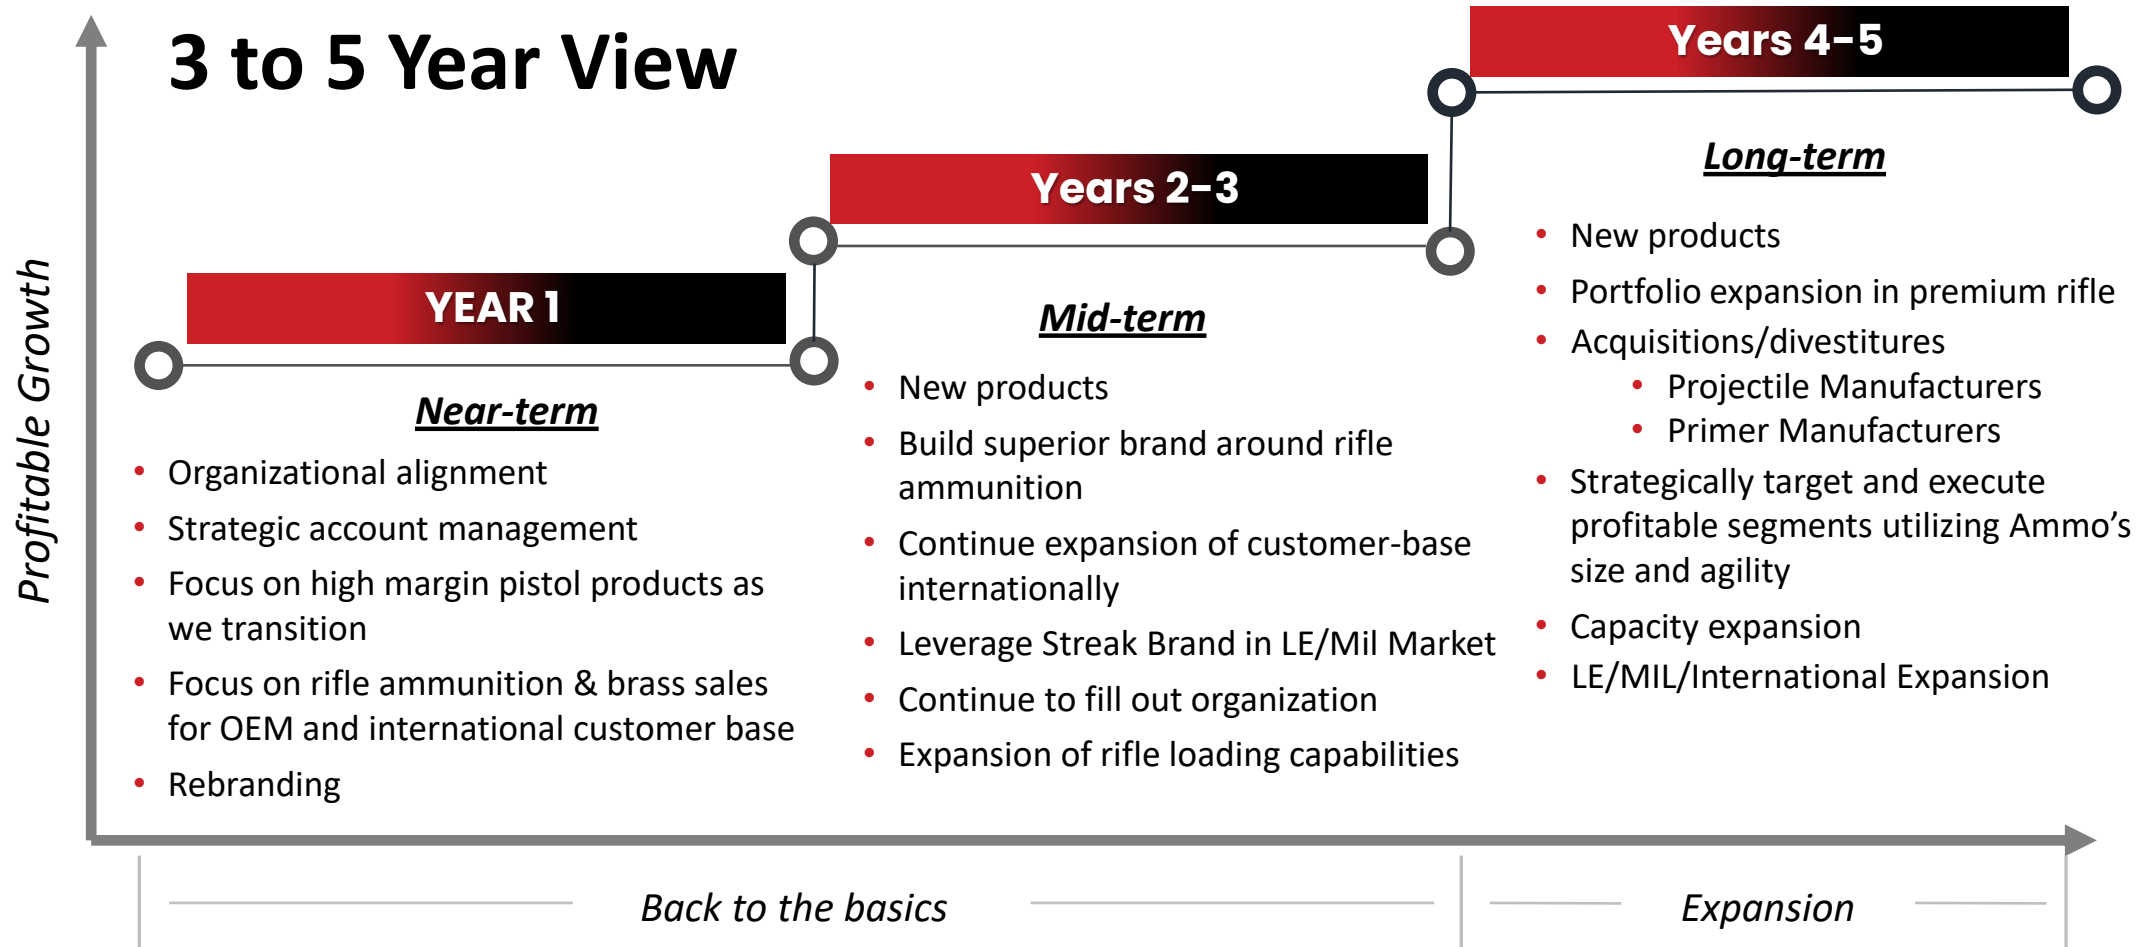 3 to 5 Year View
Profitable Growth
YEAR 1
Near-term
• Organizational alignment
• Strategic account management
• Focus on high margin pistol products as
we transition
• Focus on rifle ammunition & brass sales
for OEM and international customer base
• Rebranding
Years 2-3
Mid-term
• New products
• Build superior brand around rifle
ammunition
• Continue expansion of customer-base
internationally
• Leverage Streak Brand in LE/Mil Market
• Continue to fill out organization
• Expansion of rifle loading capabilities
Years 4-5
Long-term
• New products
• Portfolio expansion in premium rifle
• Acquisitions/divestitures
• Projectile Manufacturers
• Primer Manufacturers
• Strategically target and execute
profitable segments utilizing Ammo’s
size and agility
• Capacity expansion
• LE/MIL/International Expansion
Back to the basics
Expansion